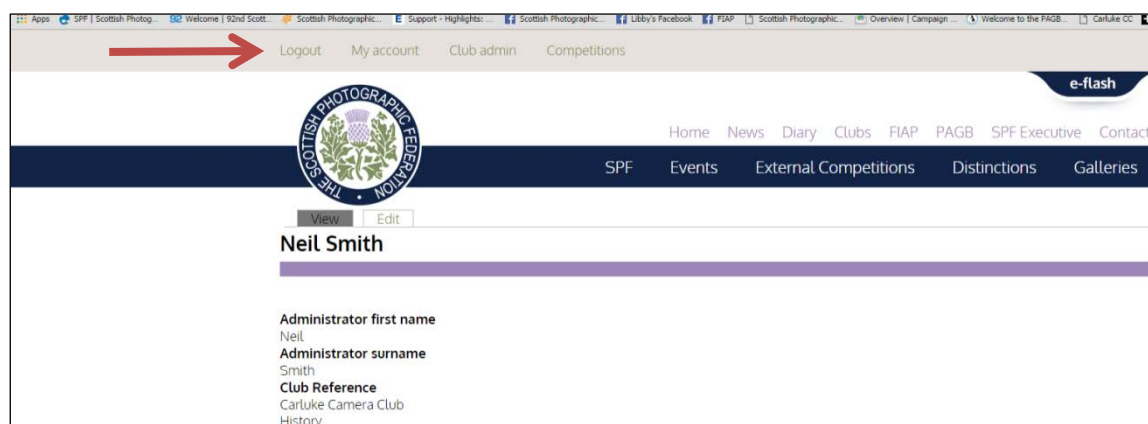 Apps SPF | Scottish Photog... Welcome | 92nd Scott... Scottish Photographic... Support - Highlights: ... Scottish Photographic... Libby's Facebook FIAP Scottish Photographic... Overview | Campaign ... Welcome to the PAGB... Carluke CC
Logout My account Club admin Competitions
e-flash
THE SCOTTISH PHOTOGRAPHIC FEDERATION
Home News Diary Clubs FIAP PAGB SPF Executive Contact
SPF Events External Competitions Distinctions Galleries
View Edit
Neil Smith
Administrator first name
Neil
Administrator surname
Smith
Club Reference
Carluke Camera Club
History